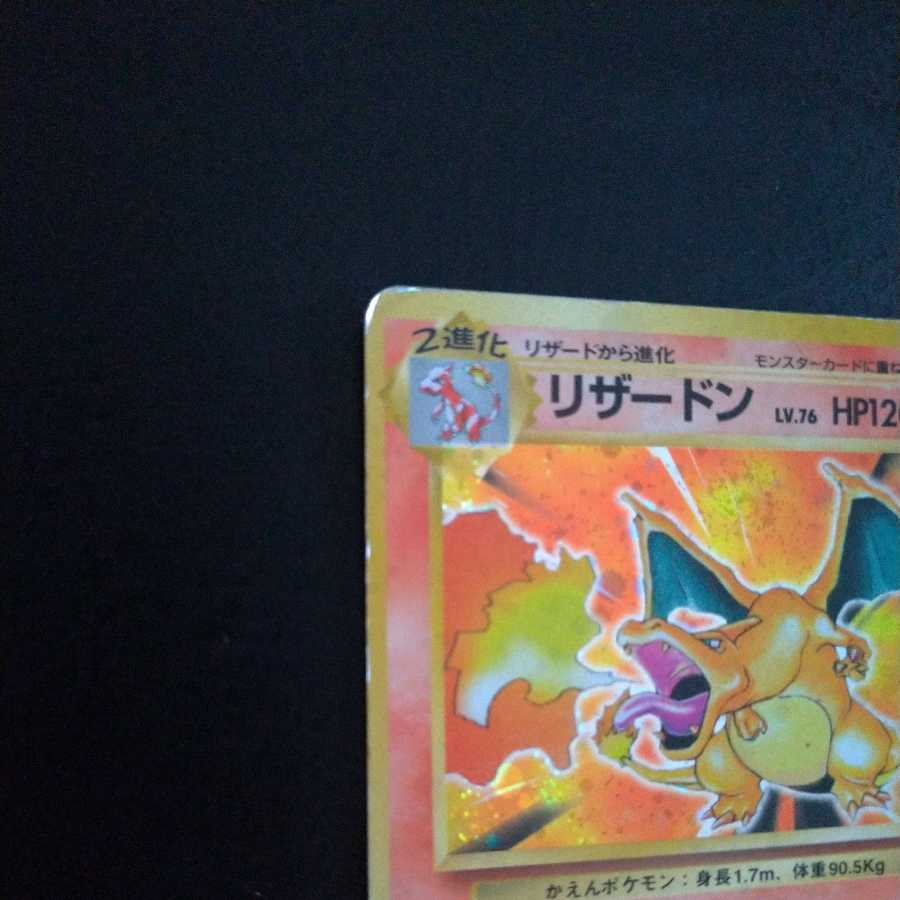 2進化 リザードから進化 モンスターカードに重ね
リザードン LV.76 HP12
かえんポケモン：身長1.7m、体重90.5Kg